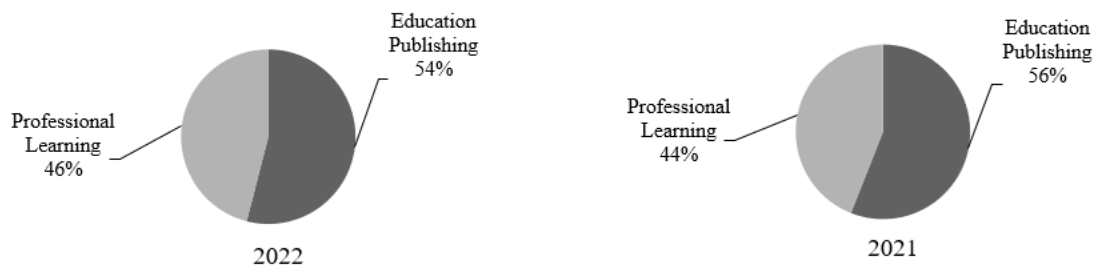 Education
Publishing
54%
Professional
Learning
46%
2022
Education
Publishing
56%
Professional
Learning
44%
2021